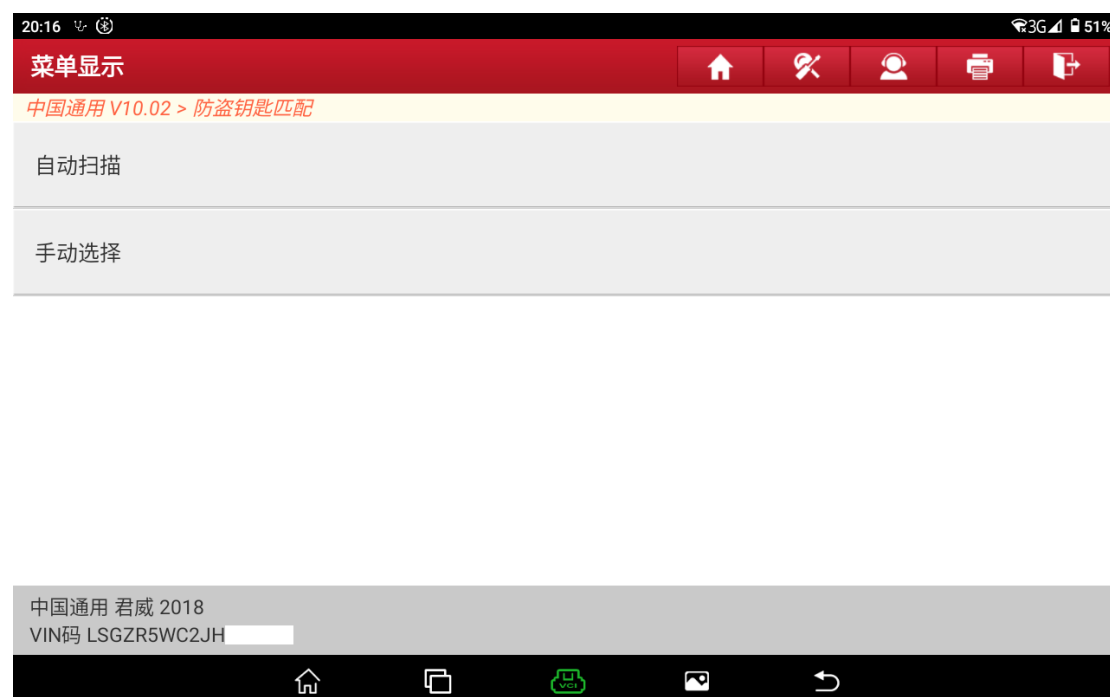 20:16 3G 51%
菜单显示
中国通用 V10.02 > 防盗钥匙匹配
自动扫描
手动选择
中国通用 君威 2018
VIN码 LSGZR5WC2JH
VCI